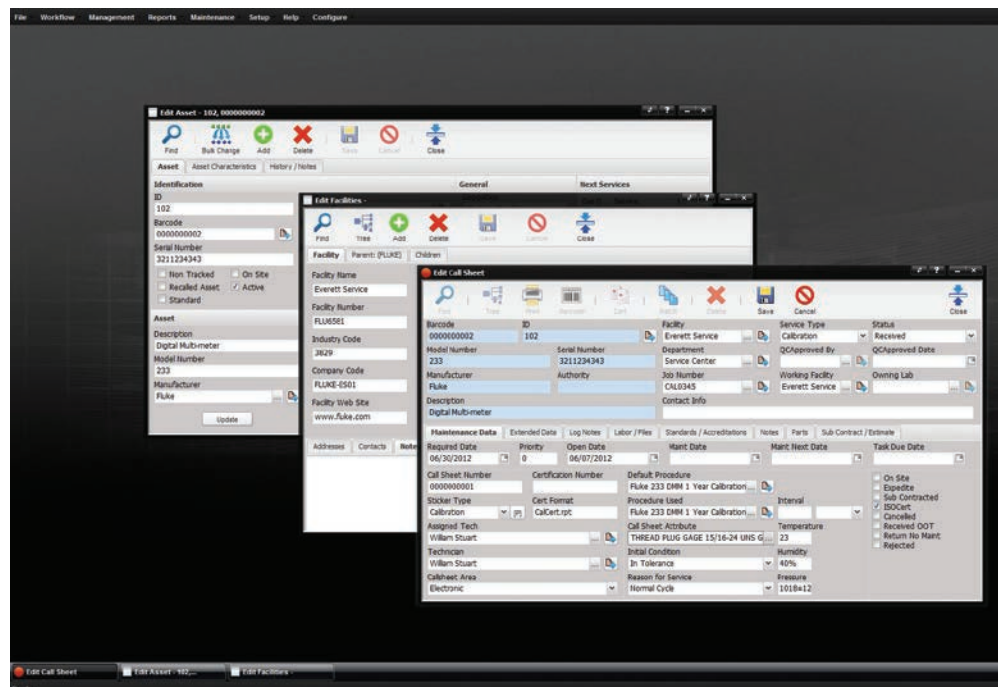 File Workflow Management Reports Maintenance Setup Help Configure
Edit Asset - 102, 0000000002
Find Bulk Change Add Delete Save Cancel Close
Asset Asset Characteristics History / Notes
Identification General Next Services
ID
102
Barcode
0000000002
Serial Number
3211234343
Non Tracked On Site
Recalled Asset Active
Standard
Asset
Description
Digital Multi-meter
Model Number
233
Manufacturer
Fluke
Update
Edit Facilities -
Find Tree Add Delete Save Cancel Close
Facility Parent: (FLUKE) Children
Facility Name
Everett Service
Facility Number
FLU6581
Industry Code
3829
Company Code
FLUKE-ES01
Facility Web Site
www.fluke.com
Addresses Contacts Notes
Edit Call Sheet
Find Tree Print Cert Delete Save Cancel Close
Barcode ID Facility Service Type Status
0000000002 102 Everett Service Calibration Received
Model Number Serial Number Department QCApproved By QCApproved Date
233 3211234343 Service Center
Manufacturer Authority Job Number Working Facility Owning Lab
Fluke CAL0345 Everett Service
Description Contact Info
Digital Multi-meter
Maintenance Data Extended Data Log Notes Labor / Files Standards / Accreditations Notes Parts Sub Contract / Estimate
Required Date Priority Open Date Maint Date Maint Next Date Task Due Date
06/30/2012 0 06/07/2012
Call Sheet Number Certification Number Default Procedure On Site
0000000001 Fluke 233 DMM 1 Year Calibration... Expedite
Sticker Type Cert Format Procedure Used Interval Sub Contracted
Calibration CalCert.rpt Fluke 233 DMM 1 Year Calibration... ISOCert
Cancelled
Assigned Tech Call Sheet Attribute Temperature Received OOT
William Stuart THREAD PLUG GAGE 15/16-24 UNS G... 23 Return No Maint
Technician Initial Condition Humidity Rejected
William Stuart In Tolerance 40%
Callsheet Area Reason for Service Pressure
Electronic Normal Cycle 1018±12
Edit Call Sheet Edit Asset - 102,... Edit Facilities -